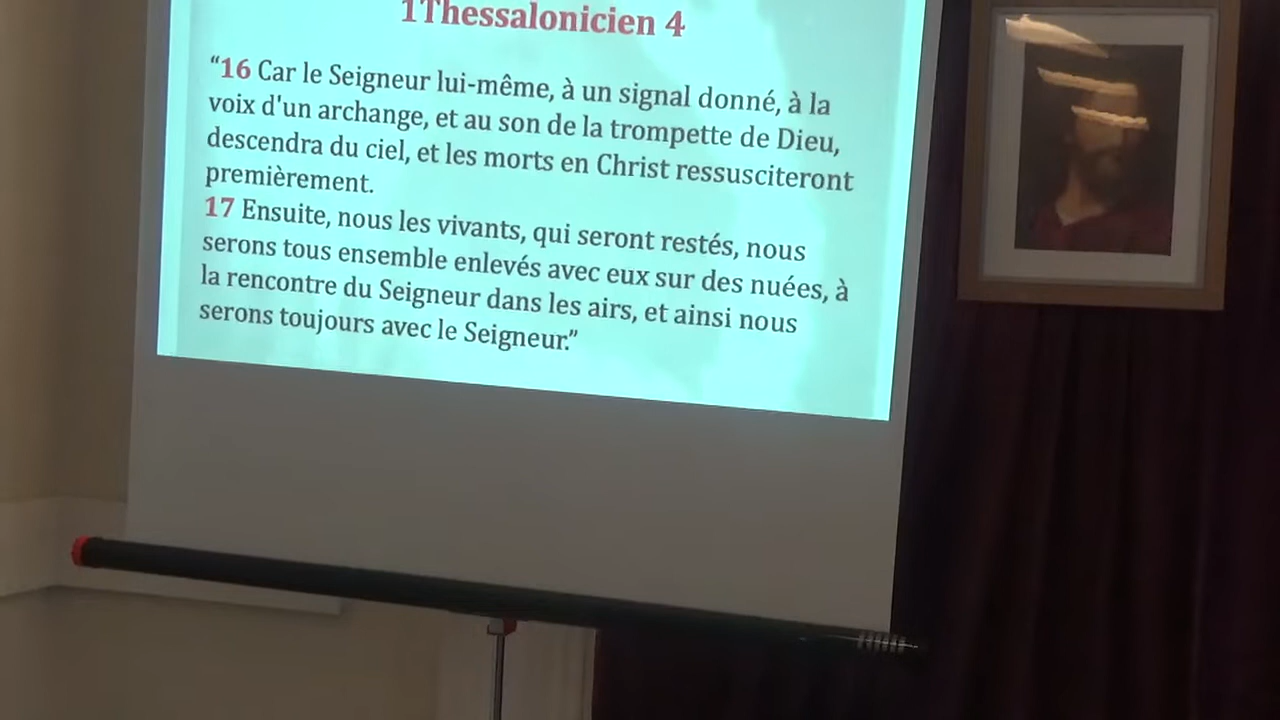 1Thessalonicien 4
“16 Car le Seigneur lui-même, à un signal donné, à la
voix d'un archange, et au son de la trompette de Dieu,
descendra du ciel, et les morts en Christ ressusciteront
premièrement.
17 Ensuite, nous les vivants, qui seront restés, nous
serons tous ensemble enlevés avec eux sur des nuées, à
la rencontre du Seigneur dans les airs, et ainsi nous
serons toujours avec le Seigneur.”